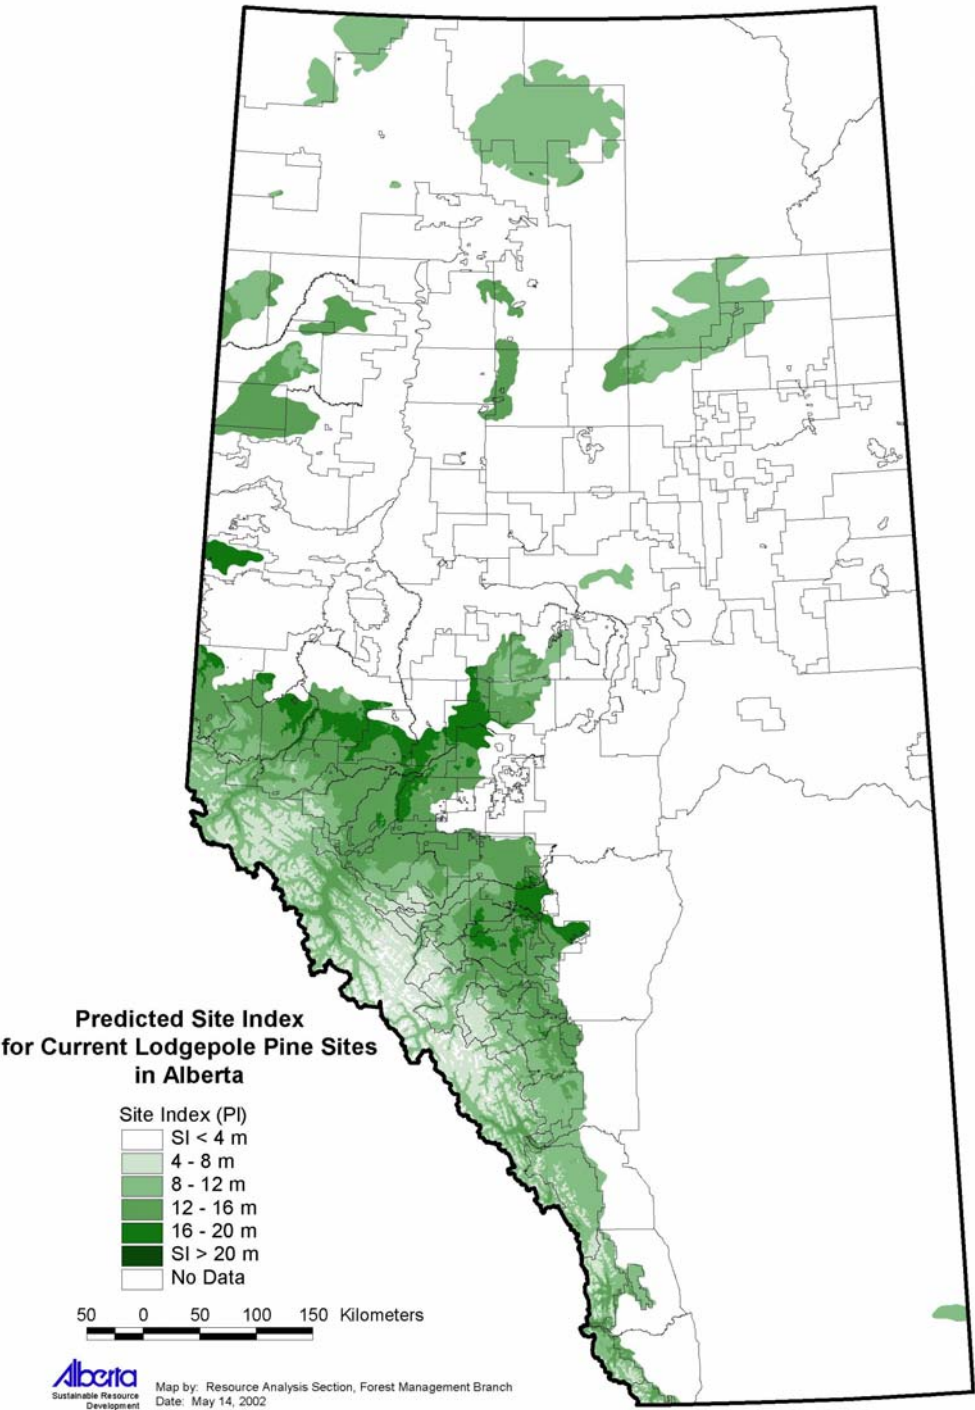 Predicted Site Index
for Current Lodgepole Pine Sites
in Alberta
Site Index (Pl)
SI < 4 m
4 - 8 m
8 - 12 m
12 - 16 m
16 - 20 m
SI > 20 m
No Data
50 0 50 100 150 Kilometers
Alberta
Sustainable Resource
Development
Map by: Resource Analysis Section, Forest Management Branch
Date: May 14, 2002